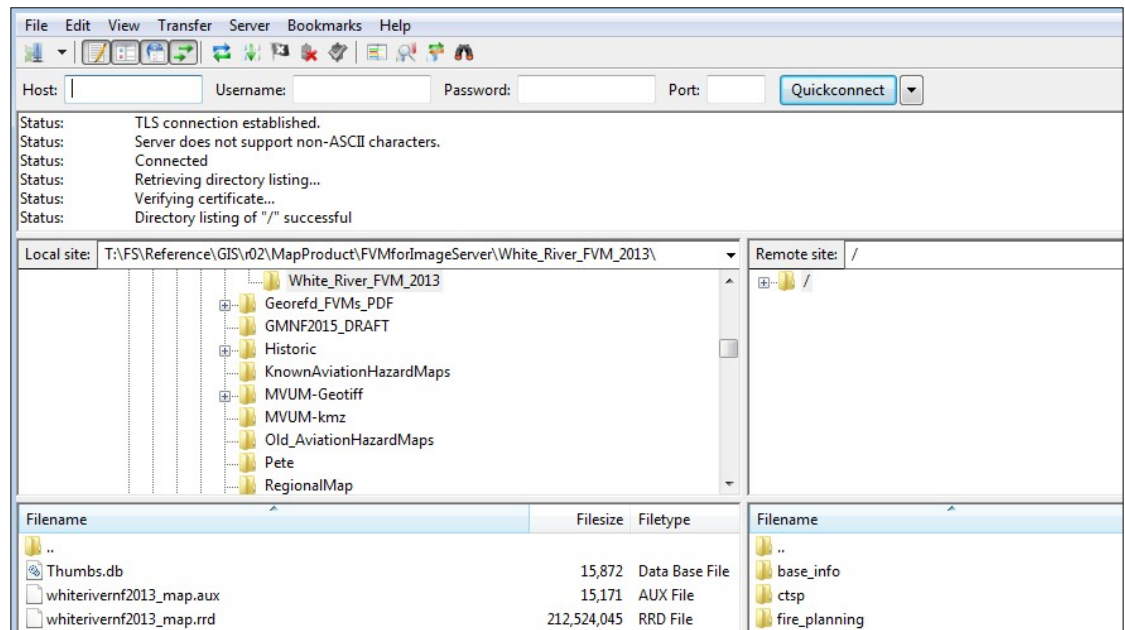 File Edit View Transfer Server Bookmarks Help
Host: Username: Password: Port: Quickconnect
Status: TLS connection established.
Status: Server does not support non-ASCII characters.
Status: Connected
Status: Retrieving directory listing...
Status: Verifying certificate...
Status: Directory listing of "/" successful
Local site: T:\FS\Reference\GIS\r02\MapProduct\FVMforImageServer\White_River_FVM_2013\
White_River_FVM_2013
Georefd_FVMs_PDF
GMNF2015_DRAFT
Historic
KnownAviationHazardMaps
MVUM-Geotiff
MVUM-kmz
Old_AviationHazardMaps
Pete
RegionalMap
Remote site: /
/
Filename Filesize Filetype
..
Thumbs.db 15,872 Data Base File
whiterivernf2013_map.aux 15,171 AUX File
whiterivernf2013_map.rrd 212,524,045 RRD File
Filename
..
base_info
ctsp
fire_planning